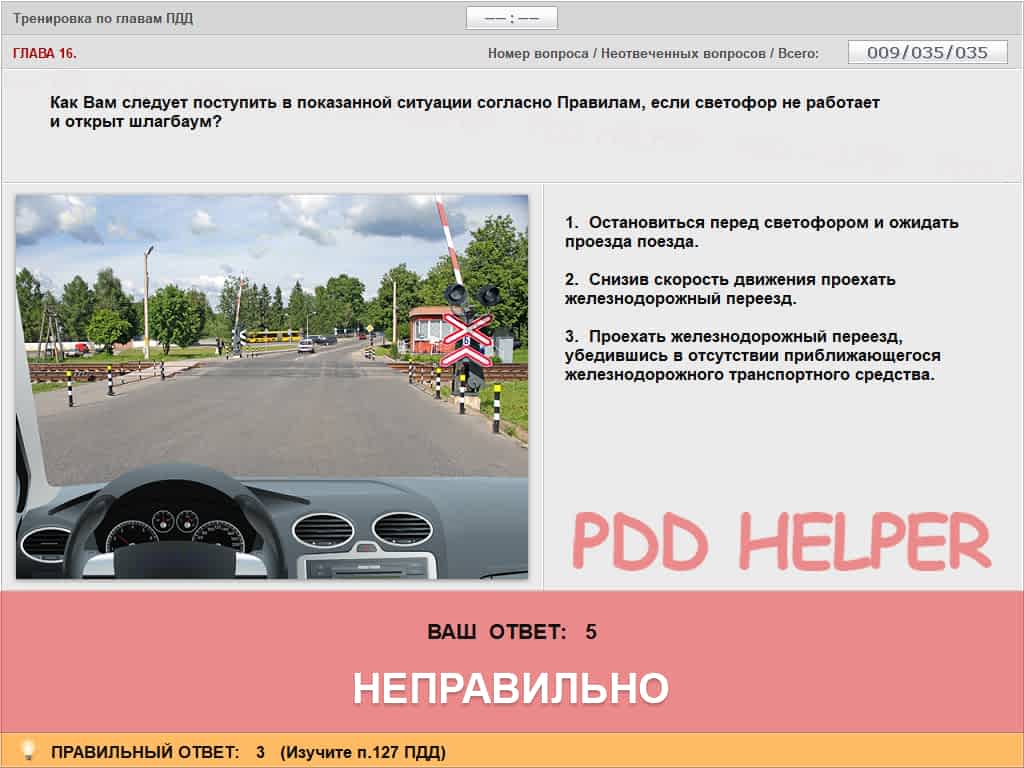 Тренировка по главам ПДД
—— : ——
ГЛАВА 16.
Номер вопроса / Неотвеченных вопросов / Всего:
009/035/035
Как Вам следует поступить в показанной ситуации согласно Правилам, если светофор не работает
и открыт шлагбаум?
1. Остановиться перед светофором и ожидать
проезда поезда.
2. Снизив скорость движения проехать
железнодорожный переезд.
3. Проехать железнодорожный переезд,
убедившись в отсутствии приближающегося
железнодорожного транспортного средства.
PDD HELPER
ВАШ ОТВЕТ: 5
НЕПРАВИЛЬНО
ПРАВИЛЬНЫЙ ОТВЕТ: 3 (Изучите п.127 ПДД)